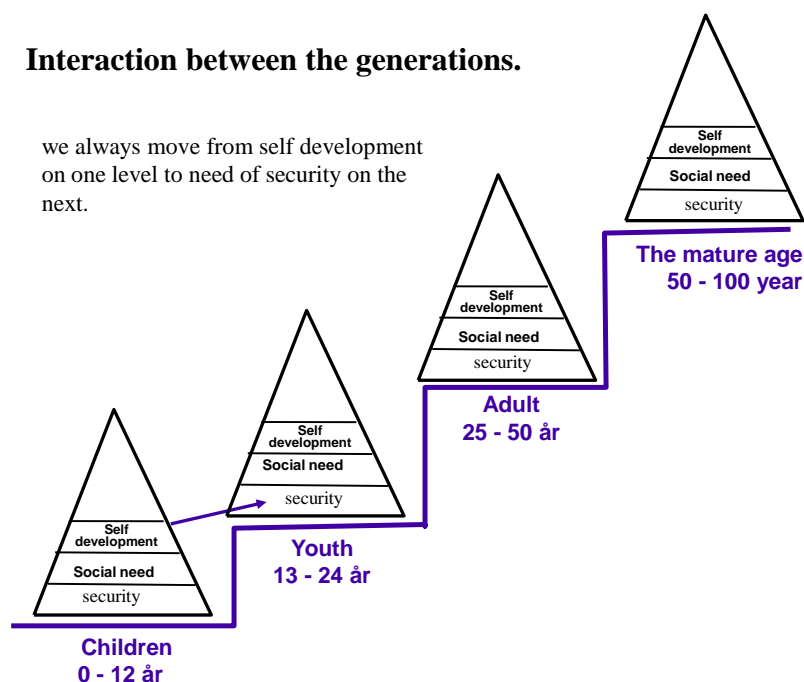 Interaction between the generations.
we always move from self development
on one level to need of security on the
next.
Self
development
Social need
security
The mature age
50 - 100 year
Self
development
Social need
security
Adult
25 - 50 år
Self
development
Social need
security
Youth
13 - 24 år
Self
development
Social need
security
Children
0 - 12 år